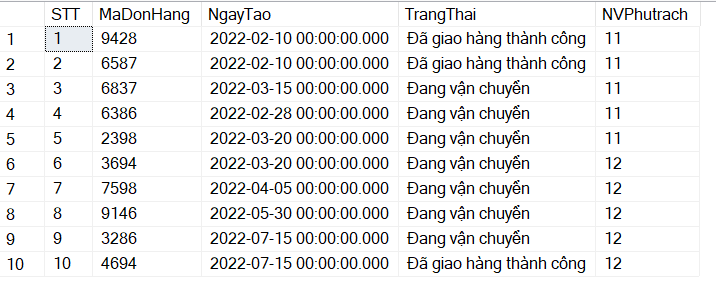 STT MaDonHang NgayTao TrangThai NVPhutrach
1 1 9428 2022-02-10 00:00:00.000 Đã giao hàng thành công 11
2 2 6587 2022-02-10 00:00:00.000 Đã giao hàng thành công 11
3 3 6837 2022-03-15 00:00:00.000 Đang vận chuyển 11
4 4 6386 2022-02-28 00:00:00.000 Đang vận chuyển 11
5 5 2398 2022-03-20 00:00:00.000 Đang vận chuyển 11
6 6 3694 2022-03-20 00:00:00.000 Đang vận chuyển 12
7 7 7598 2022-04-05 00:00:00.000 Đang vận chuyển 12
8 8 9146 2022-05-30 00:00:00.000 Đang vận chuyển 12
9 9 3286 2022-07-15 00:00:00.000 Đang vận chuyển 12
10 10 4694 2022-07-15 00:00:00.000 Đã giao hàng thành công 12